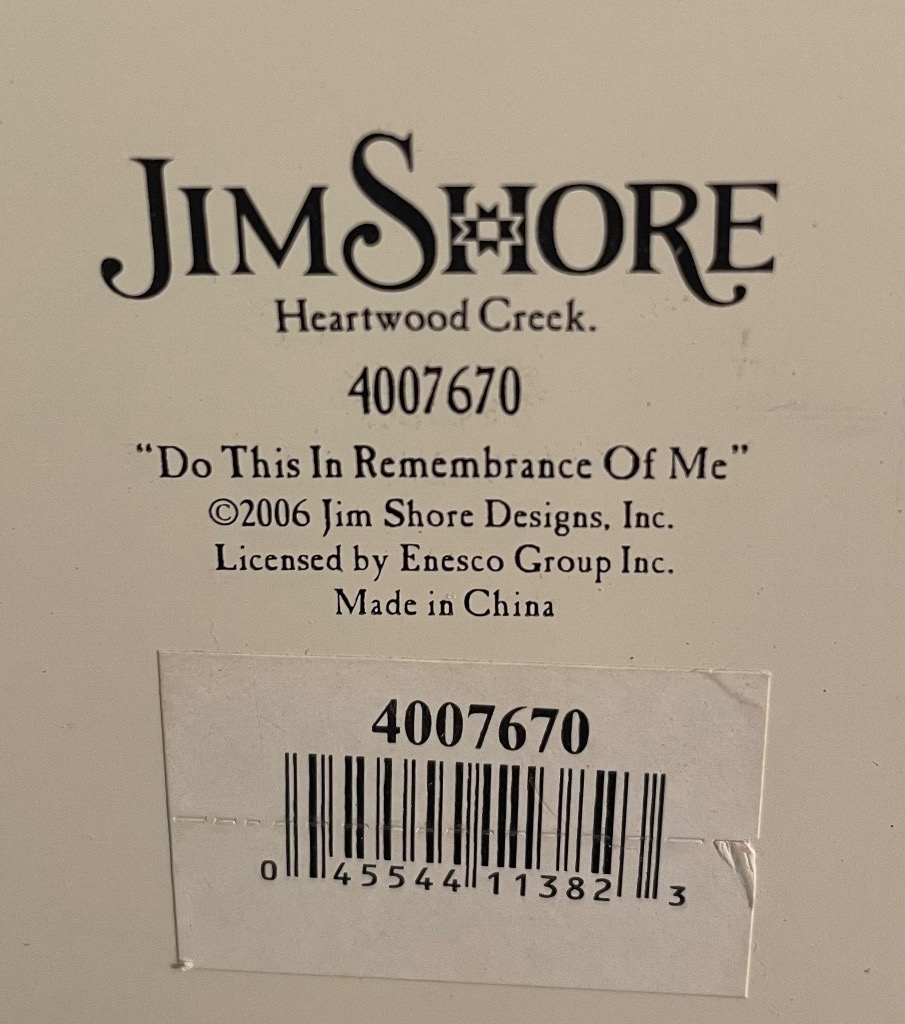 JIM SHORE
Heartwood Creek.
4007670
“Do This In Remembrance Of Me”
©2006 Jim Shore Designs, Inc.
Licensed by Enesco Group Inc.
Made in China
4007670
0 45544 11382 3